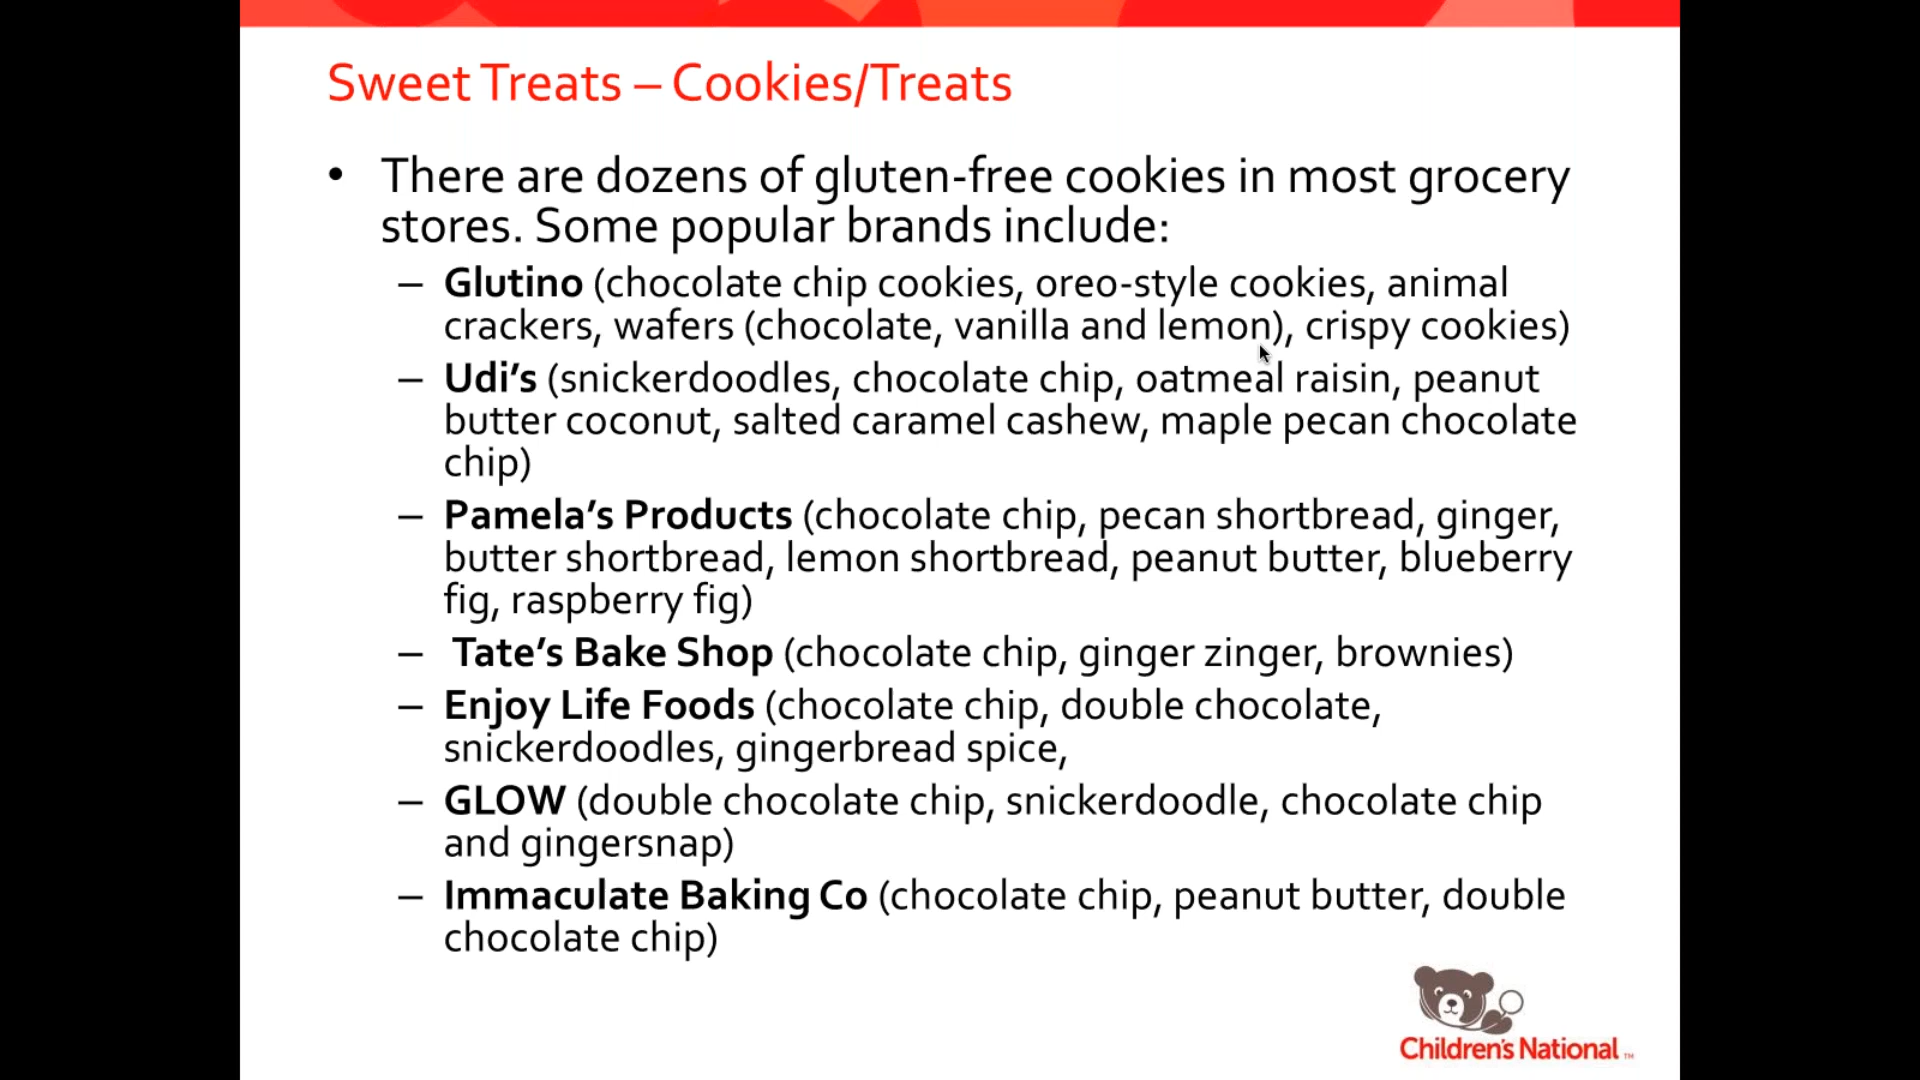 Sweet Treats – Cookies/Treats
• There are dozens of gluten-free cookies in most grocery
stores. Some popular brands include:
– Glutino (chocolate chip cookies, oreo-style cookies, animal
crackers, wafers (chocolate, vanilla and lemon), crispy cookies)
– Udi’s (snickerdoodles, chocolate chip, oatmeal raisin, peanut
butter coconut, salted caramel cashew, maple pecan chocolate
chip)
– Pamela’s Products (chocolate chip, pecan shortbread, ginger,
butter shortbread, lemon shortbread, peanut butter, blueberry
fig, raspberry fig)
– Tate’s Bake Shop (chocolate chip, ginger zinger, brownies)
– Enjoy Life Foods (chocolate chip, double chocolate,
snickerdoodles, gingerbread spice,
– GLOW (double chocolate chip, snickerdoodle, chocolate chip
and gingersnap)
– Immaculate Baking Co (chocolate chip, peanut butter, double
chocolate chip)
Children's National ™